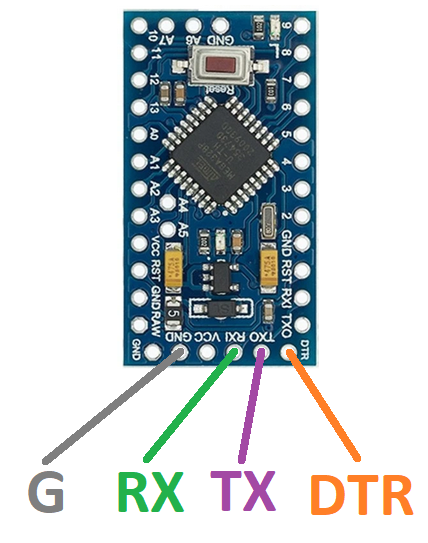 10 A7 A6 GND 9
11 8
12 7
13 6
A0 5
A1 4
A2 A4 3
A3 A5 2
VCC GND
RST RST
GND RXI
RAW TXO
Reset
GND GND VCC RXI TXO DTR
G RX TX DTR